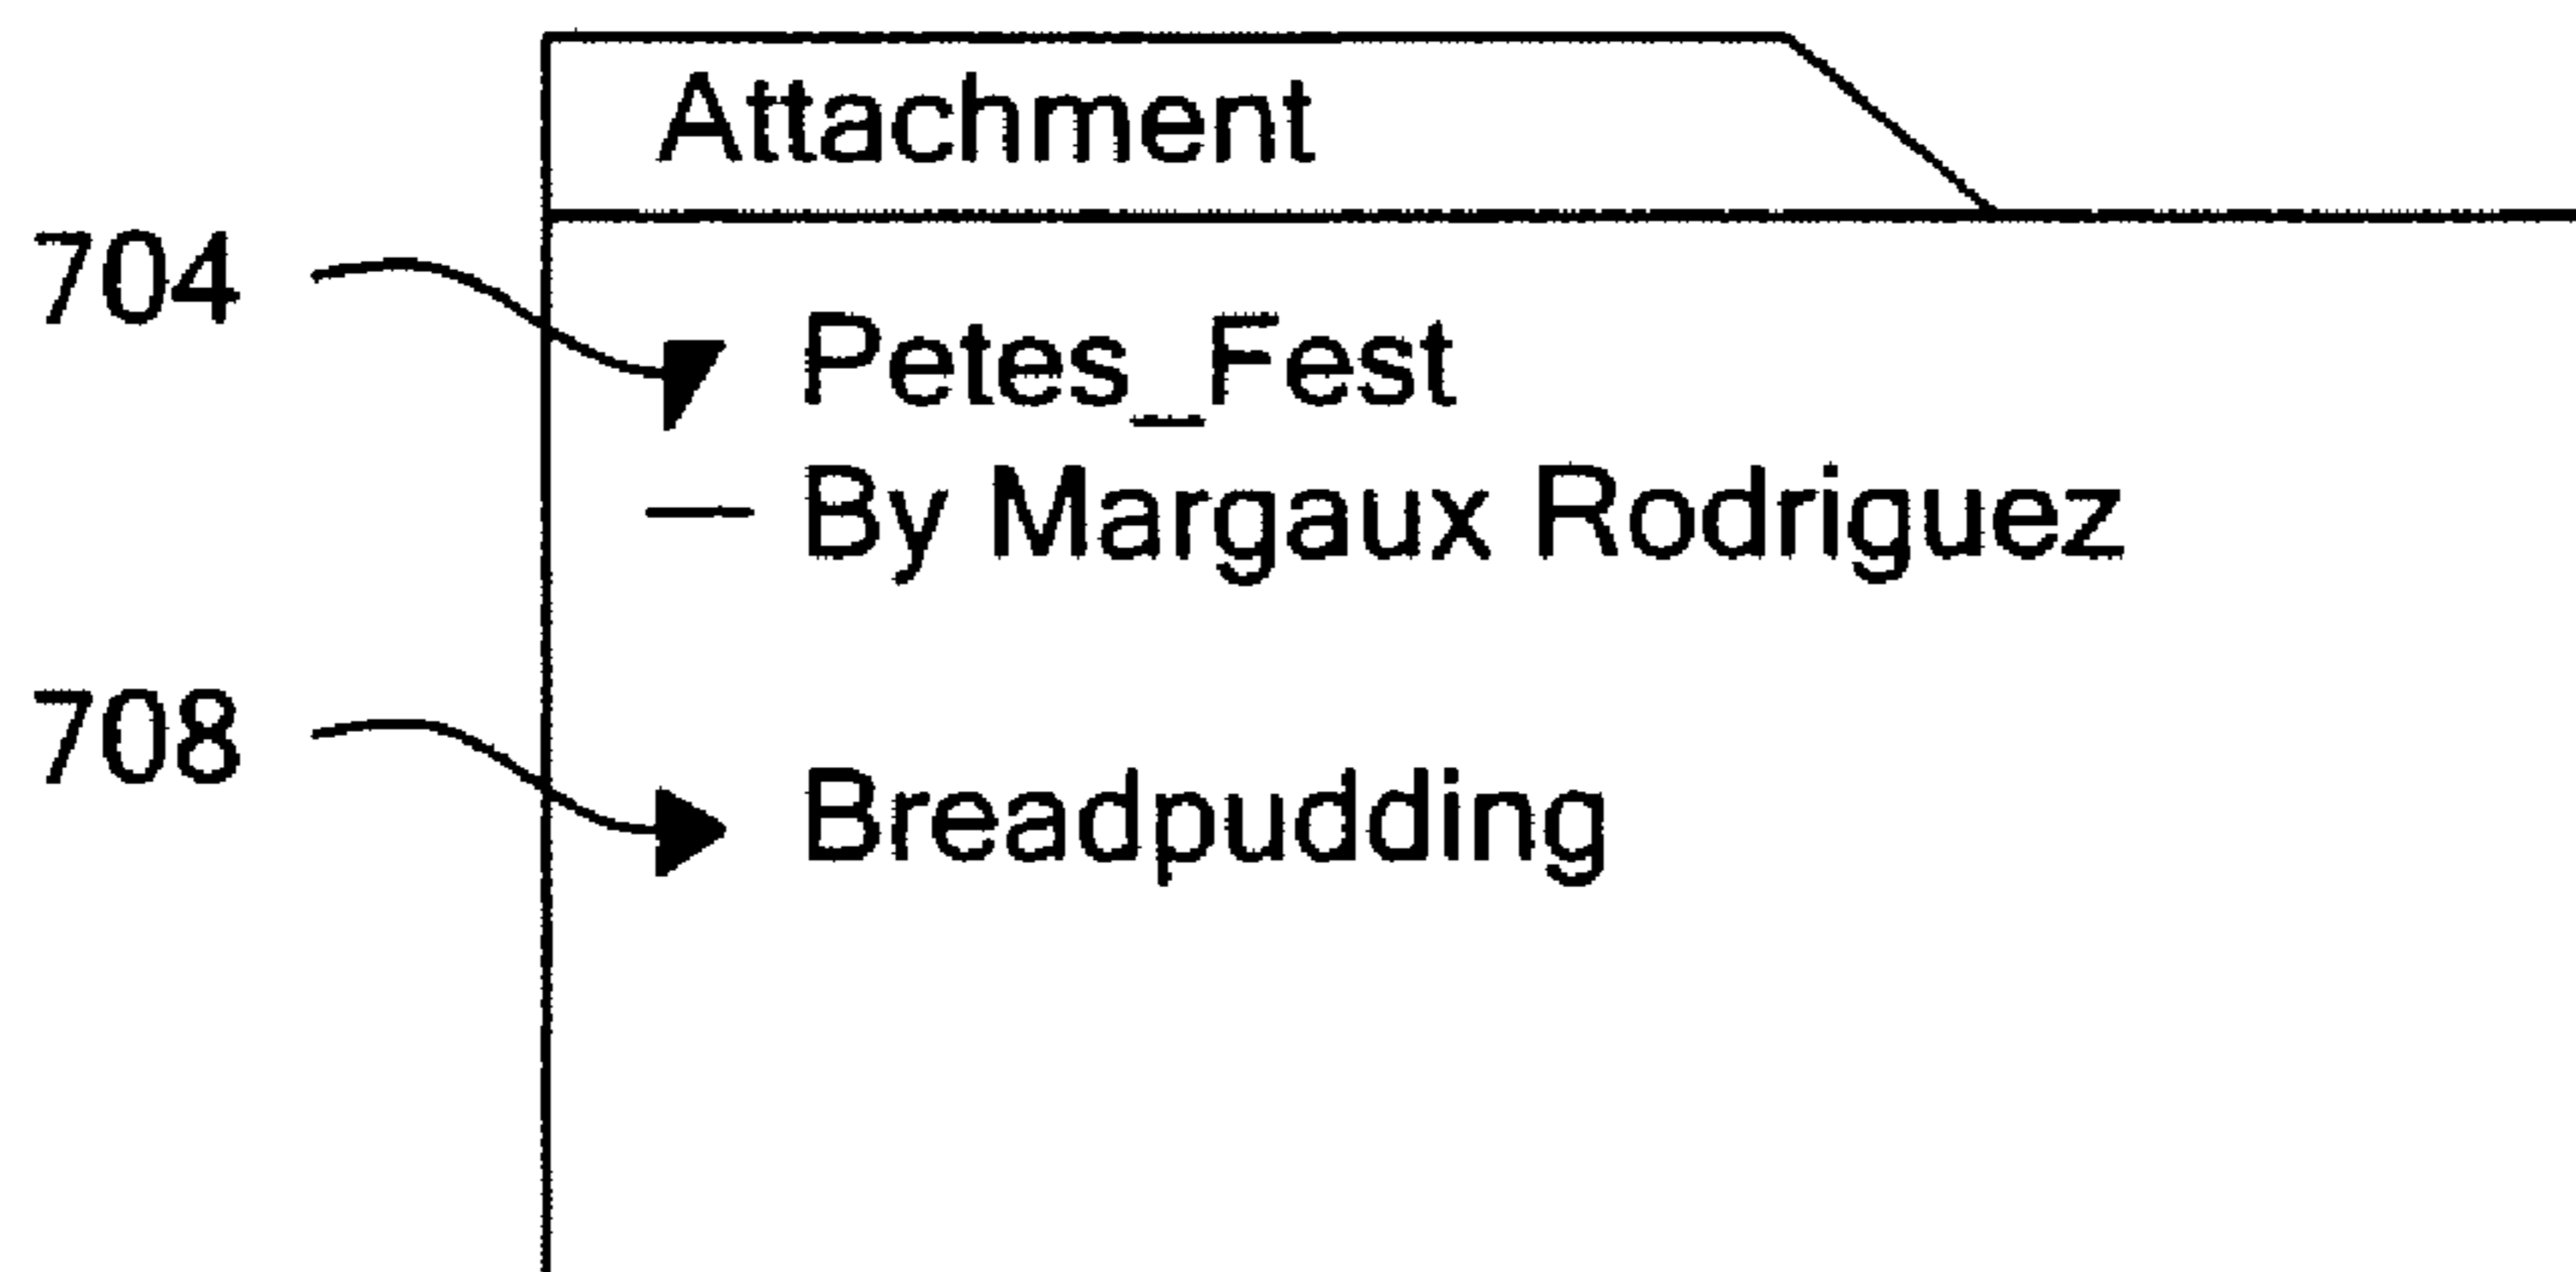 Attachment
704
Petes_Fest
— By Margaux Rodriguez
708
Breadpudding